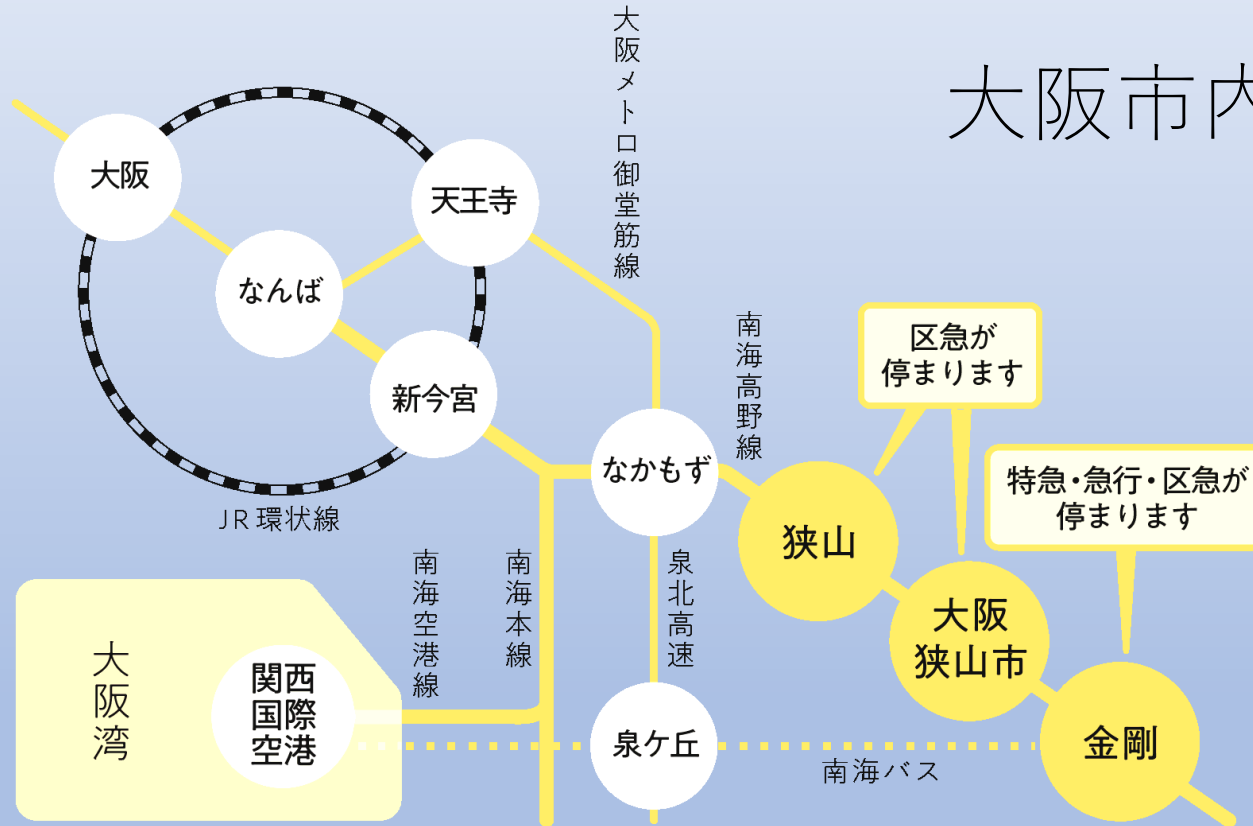 大阪メトロ御堂筋線
大阪市内
大阪
天王寺
なんば
新今宮
JR環状線
南海高野線
区急が
停まります
なかもず
特急・急行・区急が
停まります
狭山
南海空港線
南海本線
泉北高速
大阪
狭山市
大阪湾
関西
国際
空港
泉ケ丘
金剛
南海バス